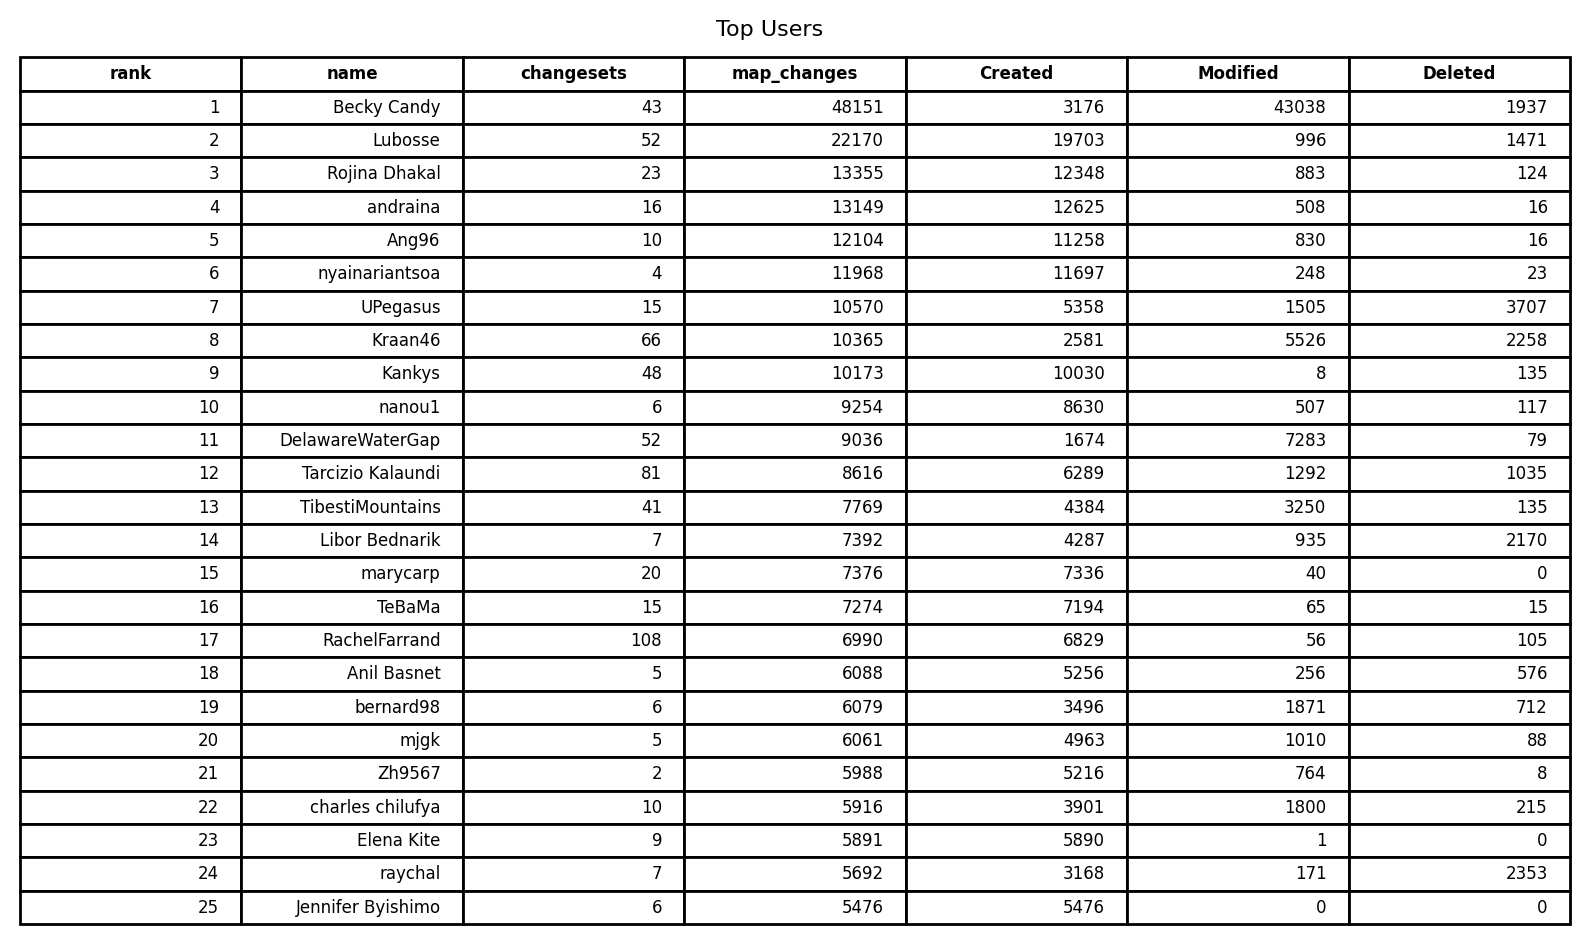 Top Users
rank name changesets map_changes Created Modified Deleted
1 Becky Candy 43 48151 3176 43038 1937
2 Lubosse 52 22170 19703 996 1471
3 Rojina Dhakal 23 13355 12348 883 124
4 andraina 16 13149 12625 508 16
5 Ang96 10 12104 11258 830 16
6 nyainariantsoa 4 11968 11697 248 23
7 UPegasus 15 10570 5358 1505 3707
8 Kraan46 66 10365 2581 5526 2258
9 Kankys 48 10173 10030 8 135
10 nanou1 6 9254 8630 507 117
11 DelawareWaterGap 52 9036 1674 7283 79
12 Tarcizio Kalaundi 81 8616 6289 1292 1035
13 TibestiMountains 41 7769 4384 3250 135
14 Libor Bednarik 7 7392 4287 935 2170
15 marycarp 20 7376 7336 40 0
16 TeBaMa 15 7274 7194 65 15
17 RachelFarrand 108 6990 6829 56 105
18 Anil Basnet 5 6088 5256 256 576
19 bernard98 6 6079 3496 1871 712
20 mjgk 5 6061 4963 1010 88
21 Zh9567 2 5988 5216 764 8
22 charles chilufya 10 5916 3901 1800 215
23 Elena Kite 9 5891 5890 1 0
24 raychal 7 5692 3168 171 2353
25 Jennifer Byishimo 6 5476 5476 0 0